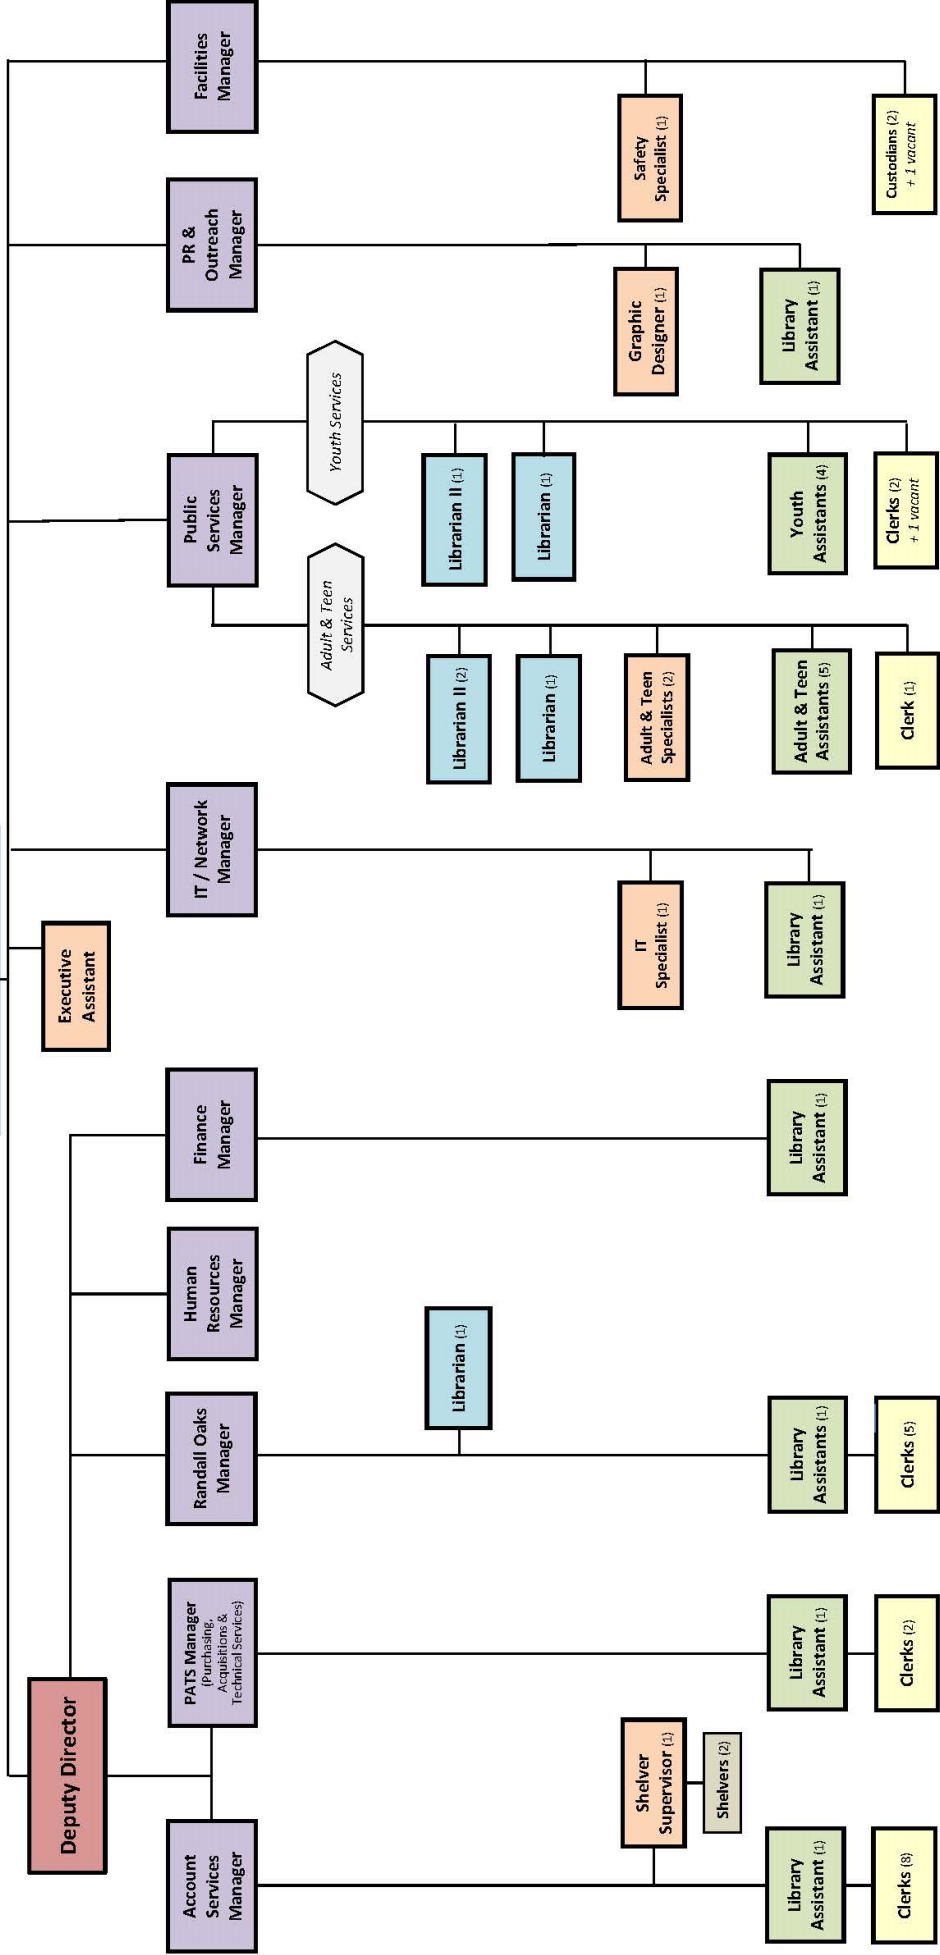 Deputy Director
Executive
Assistant
Account
Services
Manager
PATS Manager
(Purchasing,
Acquisitions &
Technical Services)
Randall Oaks
Manager
Human
Resources
Manager
Finance
Manager
IT / Network
Manager
Public
Services
Manager
PR &
Outreach
Manager
Facilities
Manager
Adult & Teen
Services
Youth Services
Librarian (1)
Librarian II (2)
Librarian II (1)
Librarian (1)
Librarian (1)
Shelver
Supervisor (1)
Shelvers (2)
IT
Specialist (1)
Adult & Teen
Specialists (2)
Graphic
Designer (1)
Safety
Specialist (1)
Library
Assistant (1)
Library
Assistant (1)
Library
Assistants (1)
Library
Assistant (1)
Library
Assistant (1)
Adult & Teen
Assistants (5)
Youth
Assistants (4)
Library
Assistant (1)
Clerks (8)
Clerks (2)
Clerks (5)
Clerk (1)
Clerks (2)
+ 1 vacant
Custodians (2)
+ 1 vacant